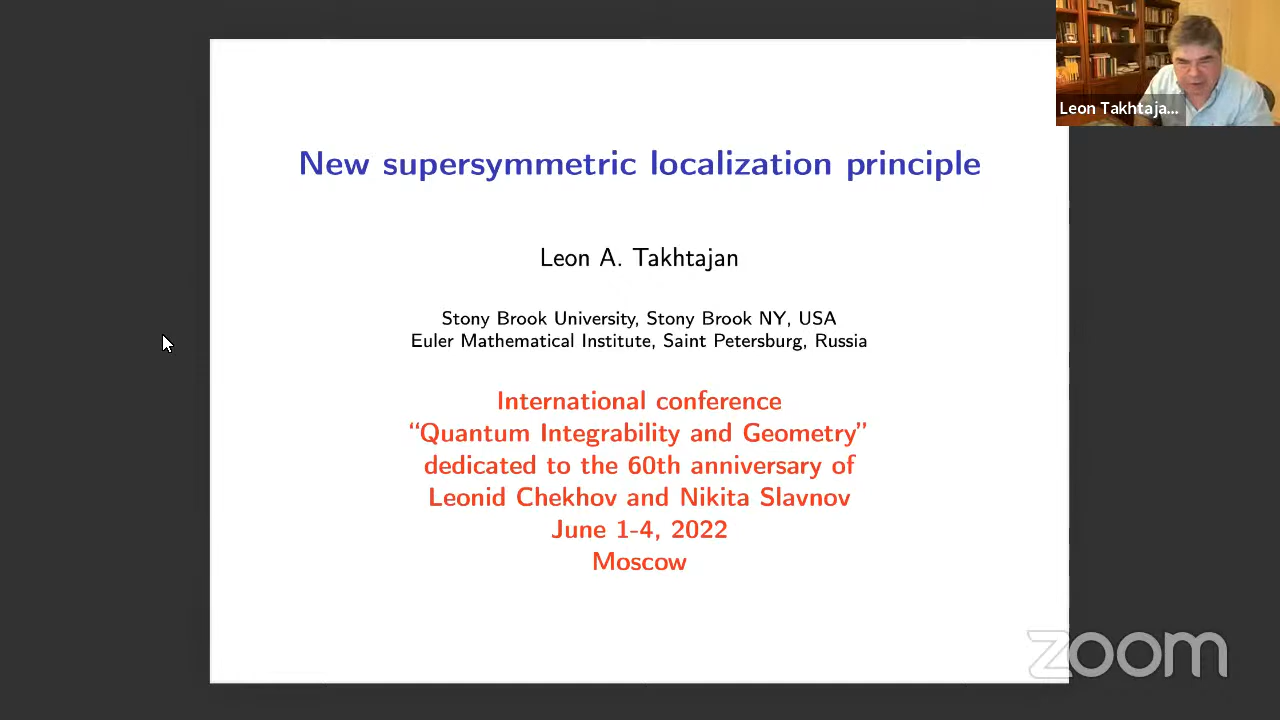 New supersymmetric localization principle
Leon A. Takhtajan
Stony Brook University, Stony Brook NY, USA
Euler Mathematical Institute, Saint Petersburg, Russia
International conference
“Quantum Integrability and Geometry”
dedicated to the 60th anniversary of
Leonid Chekhov and Nikita Slavnov
June 1-4, 2022
Moscow
Leon Takhtaja...
zoom